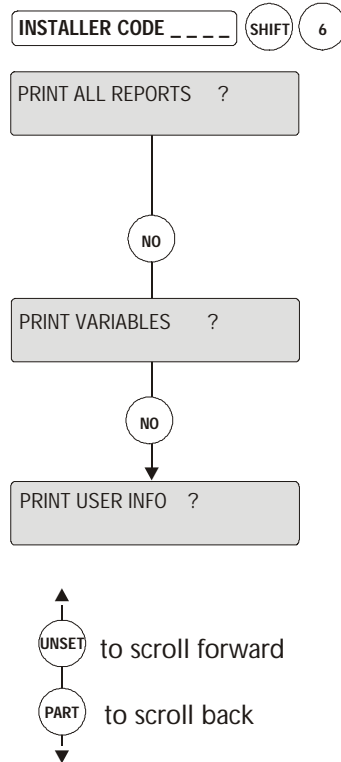 INSTALLER CODE _ _ _ _ SHIFT 6
PRINT ALL REPORTS ?
NO
PRINT VARIABLES ?
NO
PRINT USER INFO ?
UNSET to scroll forward
PART to scroll back